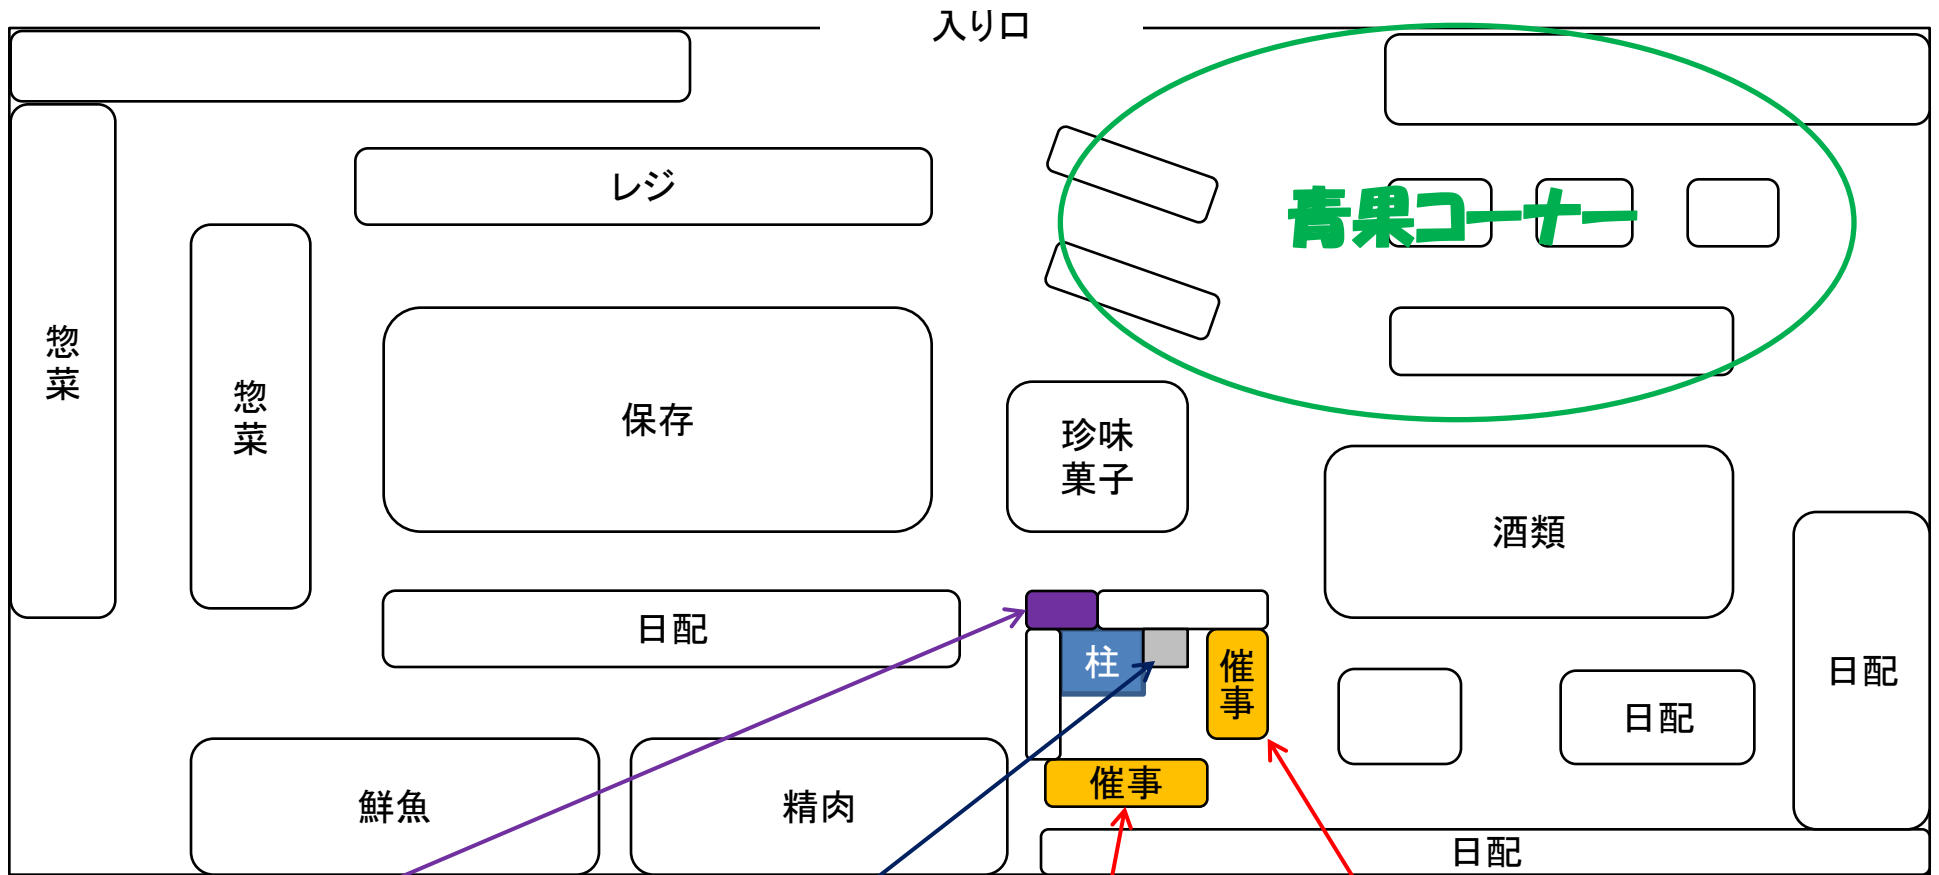 入り口
レジ
青果コーナー
惣菜
惣菜
保存
珍味
菓子
酒類
日配
柱
催事
日配
日配
催事
鮮魚
精肉
日配